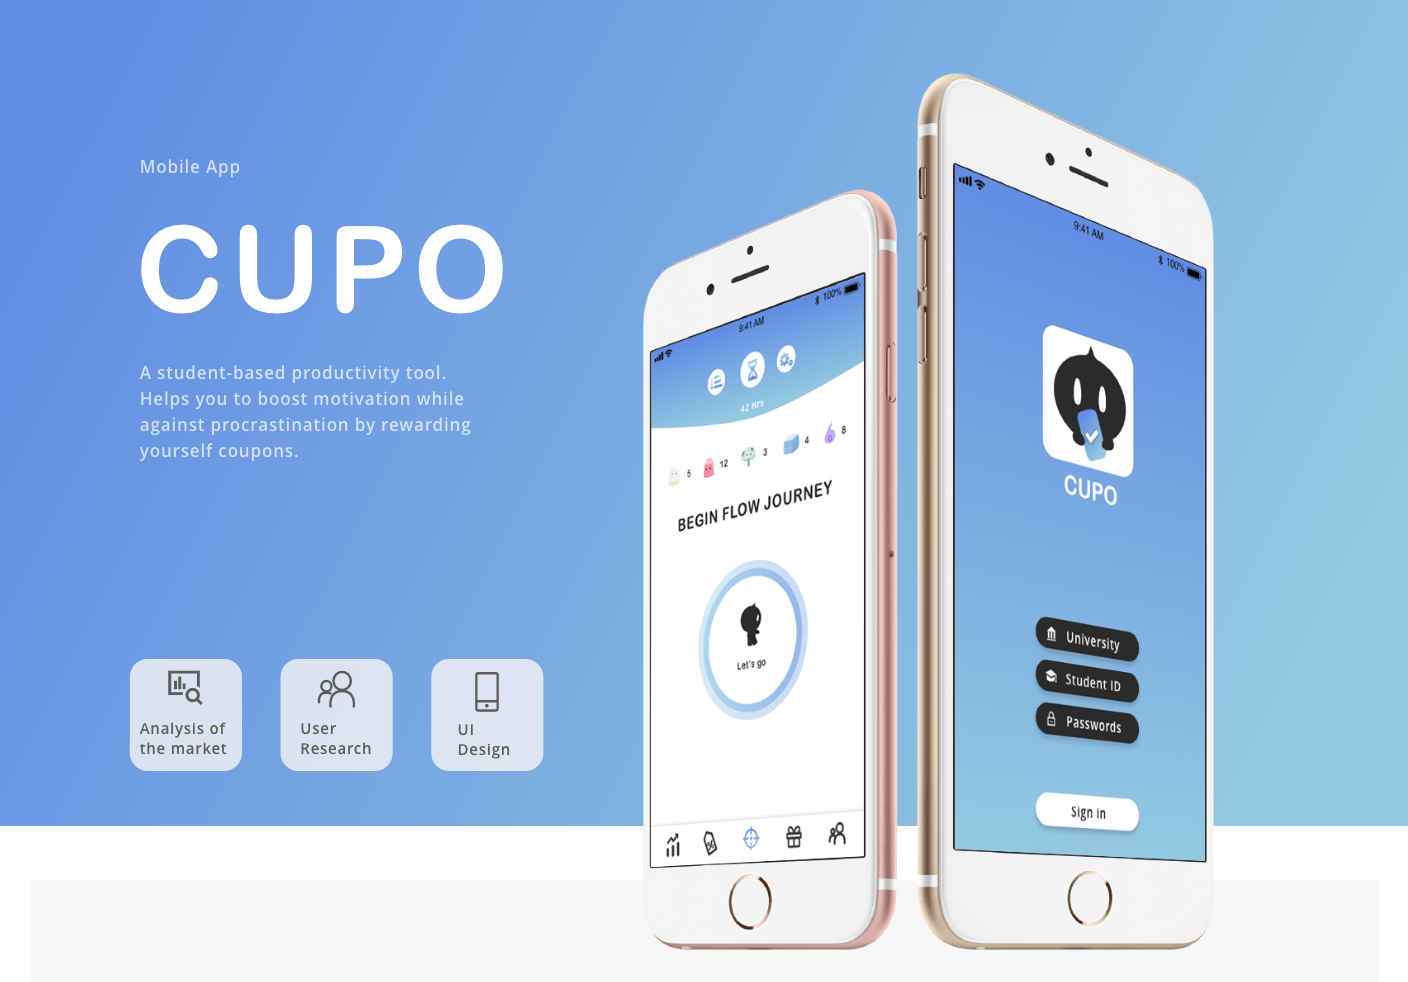 Mobile App
CUPO
A student-based productivity tool.
Helps you to boost motivation while
against procrastination by rewarding
yourself coupons.
Analysis of
the market
User
Research
UI
Design
9:41 AM
100%
42 Hrs
5
12
3
4
8
BEGIN FLOW JOURNEY
Let's go
9:41 AM
100%
CUPO
University
Student ID
Passwords
Sign in